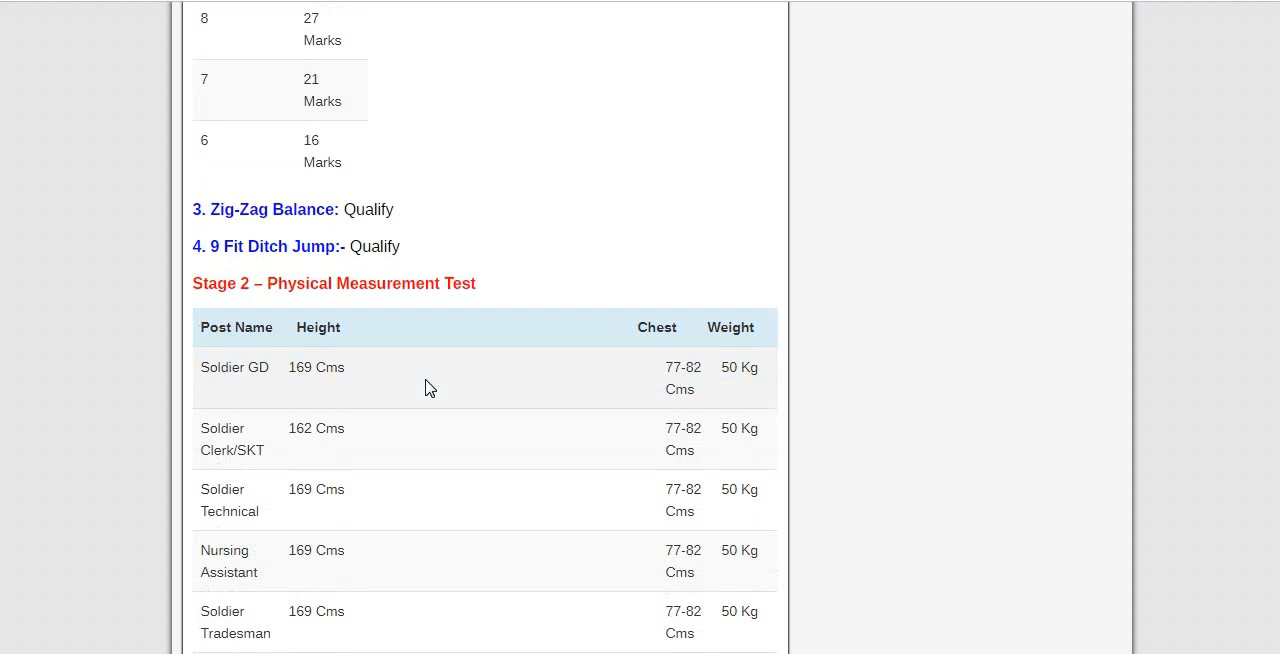 8 27
Marks
7 21
Marks
6 16
Marks
3. Zig-Zag Balance: Qualify
4. 9 Fit Ditch Jump:- Qualify
Stage 2 – Physical Measurement Test
Post Name Height Chest Weight
Soldier GD 169 Cms 77-82 50 Kg
Cms
Soldier 162 Cms 77-82 50 Kg
Clerk/SKT Cms
Soldier 169 Cms 77-82 50 Kg
Technical Cms
Nursing 169 Cms 77-82 50 Kg
Assistant Cms
Soldier 169 Cms 77-82 50 Kg
Tradesman Cms